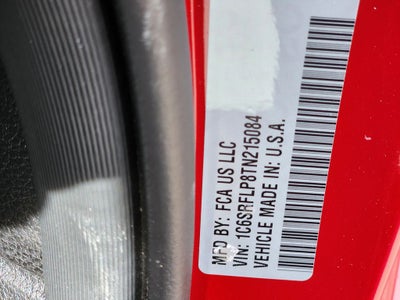 MFD BY: FCA US LLC
VIN: 1C6SRFLP8TN215084
VEHICLE MADE IN: U.S.A.